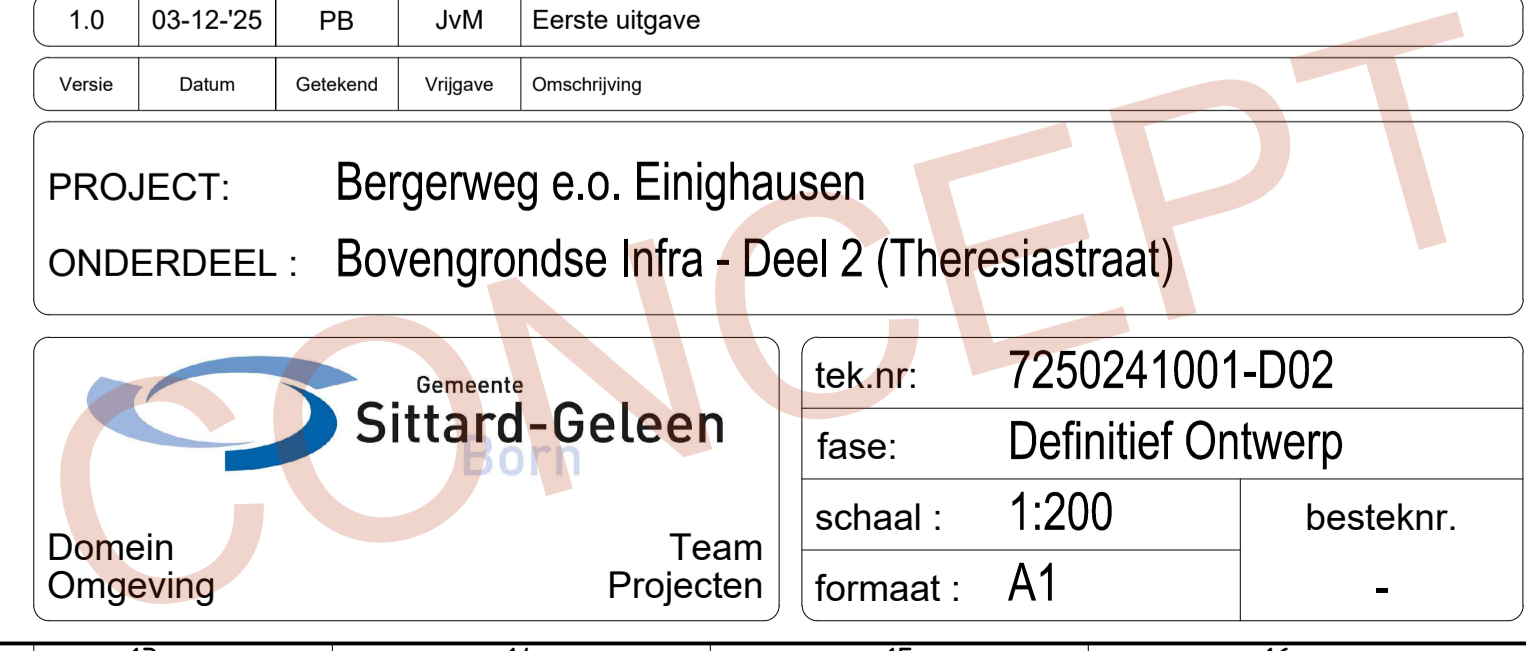 1.0 03-12-'25 PB JvM Eerste uitgave
Versie Datum Getekend Vrijgave Omschrijving
PROJECT: Bergerweg e.o. Einighausen
ONDERDEEL : Bovengrondse Infra - Deel 2 (Theresiastraat)
CONCEPT
Gemeente
Sittard-Geleen
Born
Domein Team
Omgeving Projecten
tek.nr: 7250241001-D02
fase: Definitief Ontwerp
schaal : 1:200 besteknr.
formaat : A1 -